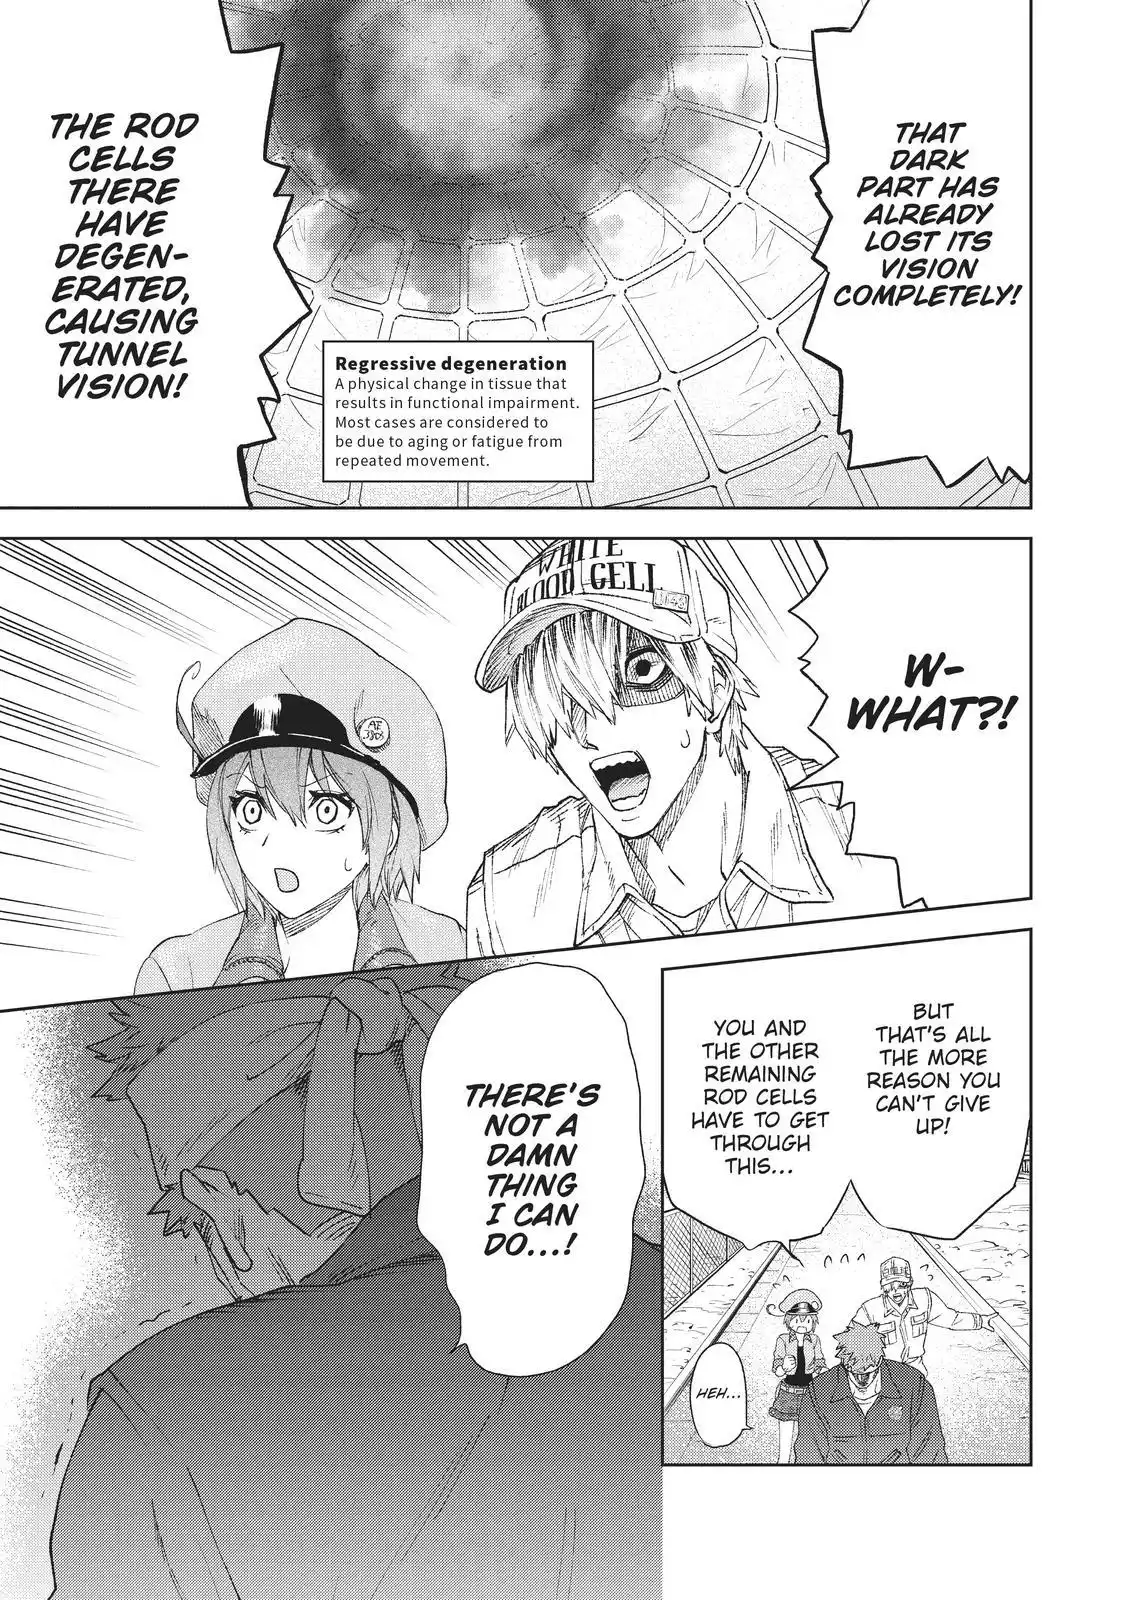 THAT
DARK
PART HAS
ALREADY
LOST ITS
VISION
COMPLETELY!
THE ROD
CELLS
THERE
HAVE
DEGEN-
ERATED,
CAUSING
TUNNEL
VISION!
Regressive degeneration
A physical change in tissue that
results in functional impairment.
Most cases are considered to
be due to aging or fatigue from
repeated movement.
W-
WHAT?!
WHITE
BLOOD CELL
AE
3803
BUT
THAT'S ALL
THE MORE
REASON YOU
CAN'T GIVE
UP!
YOU AND
THE OTHER
REMAINING
ROD CELLS
HAVE TO GET
THROUGH
THIS...
HEH...
THERE'S
NOT A
DAMN
THING
I CAN
DO...!